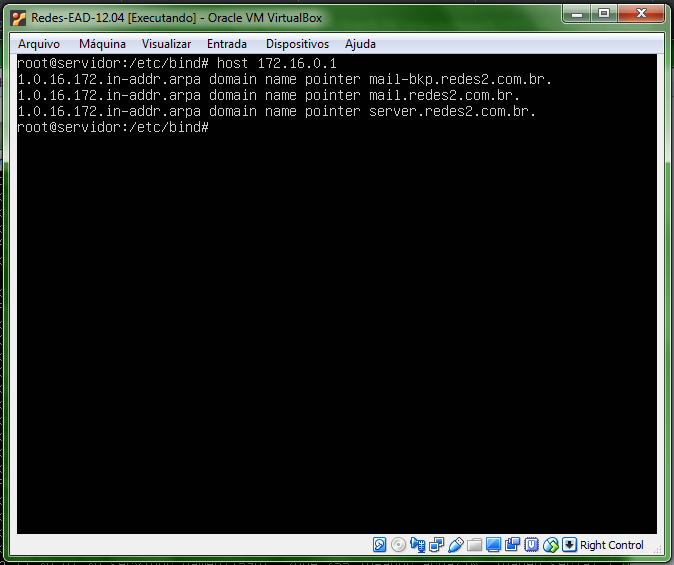 Redes-EAD-12.04 [Executando] - Oracle VM VirtualBox
Arquivo Máquina Visualizar Entrada Dispositivos Ajuda
root@servidor:/etc/bind# host 172.16.0.1
1.0.16.172.in-addr.arpa domain name pointer mail-bkp.redes2.com.br.
1.0.16.172.in-addr.arpa domain name pointer mail.redes2.com.br.
1.0.16.172.in-addr.arpa domain name pointer server.redes2.com.br.
root@servidor:/etc/bind#
Right Control